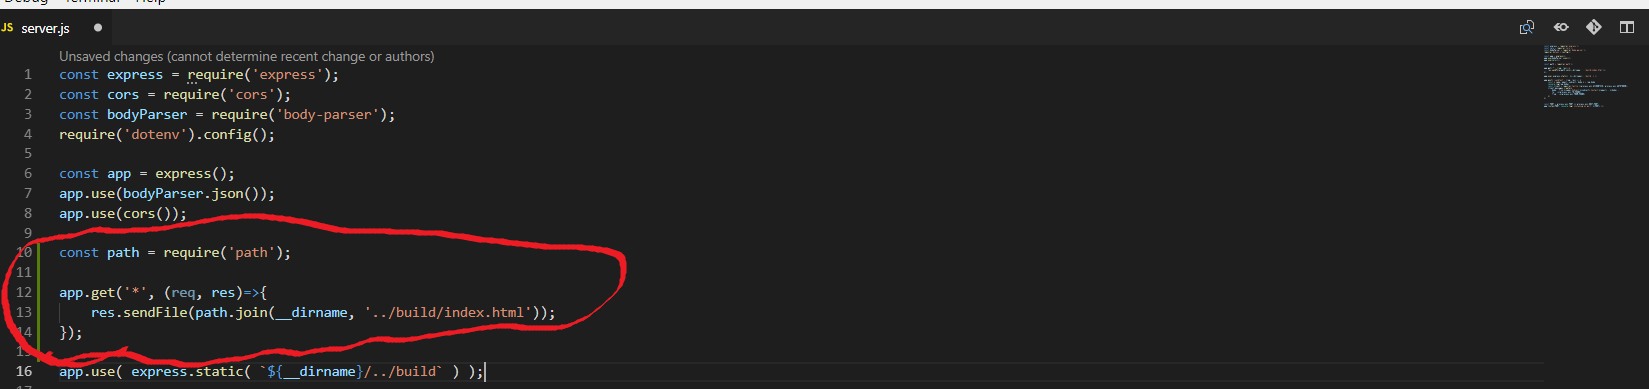 Debug Terminal Help
JS server.js
Unsaved changes (cannot determine recent change or authors)
1 const express = require('express');
2 const cors = require('cors');
3 const bodyParser = require('body-parser');
4 require('dotenv').config();
5
6 const app = express();
7 app.use(bodyParser.json());
8 app.use(cors());
9
10 const path = require('path');
11
12 app.get('*', (req, res)=>{
13 res.sendFile(path.join(__dirname, '../build/index.html'));
14 });
15
16 app.use( express.static( `${__dirname}/../build` ) );
17